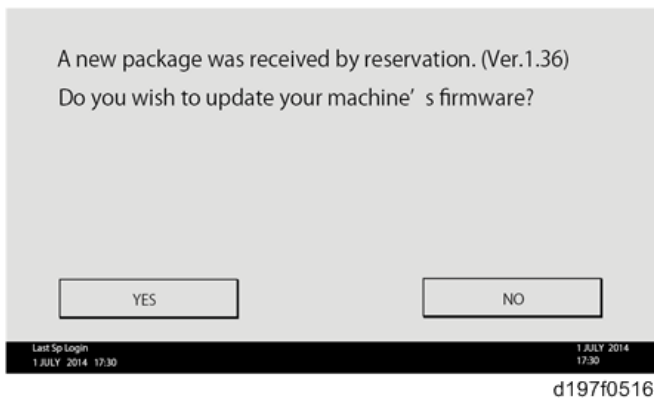 A new package was received by reservation. (Ver.1.36)
Do you wish to update your machine’ s firmware?
YES
NO
Last Sp Login
1 JULY 2014 17:30
1 JULY 2014
17:30
d197f0516